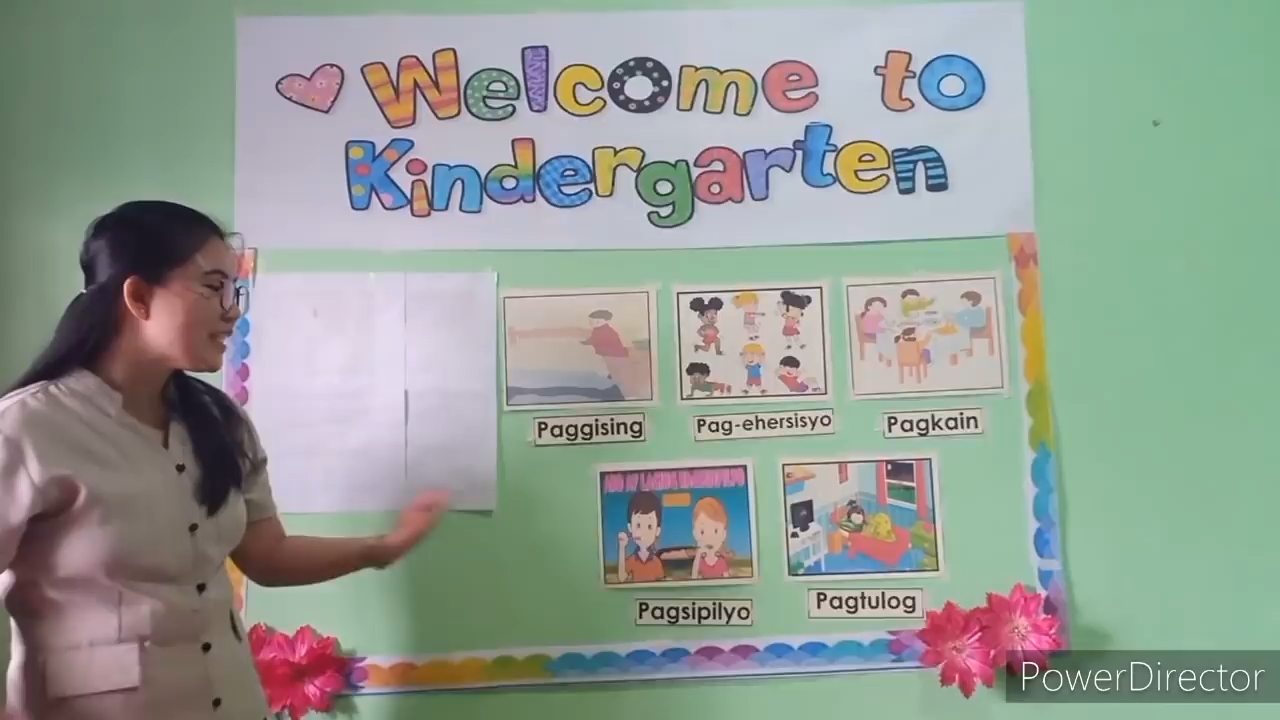 Welcome to
Kindergarten
Paggising
Pag-ehersisyo
Pagkain
Pagsipilyo
Pagtulog
PowerDirector